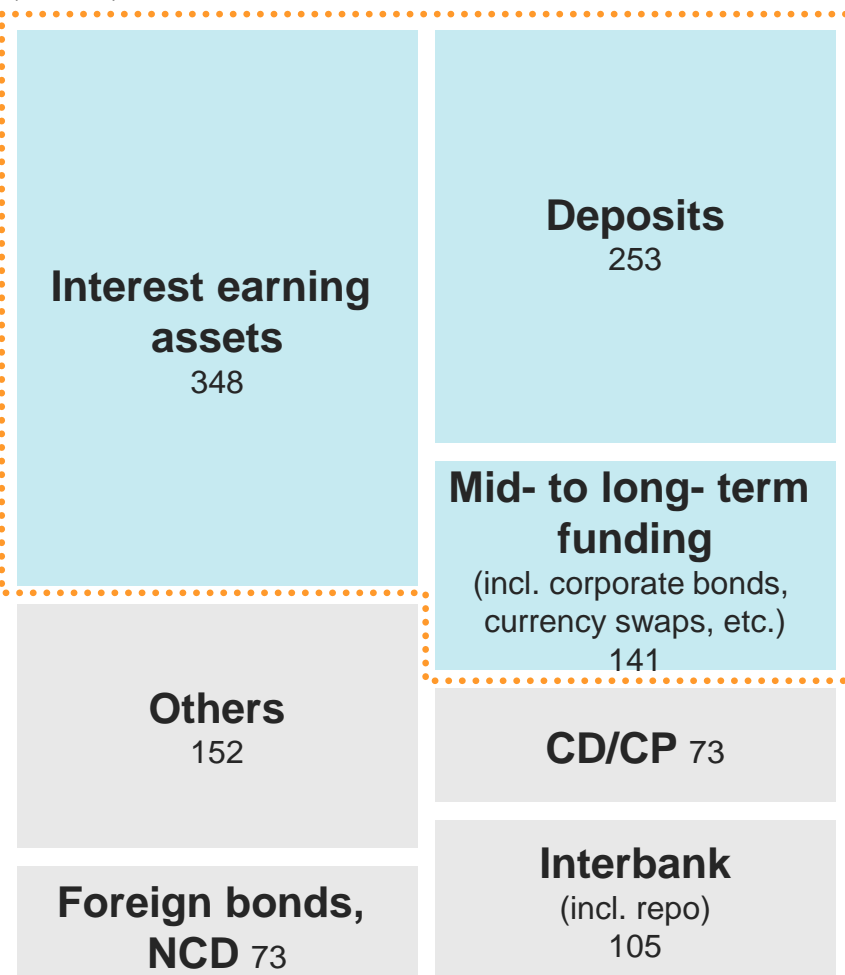 Interest earning
assets
348
Others
152
Foreign bonds,
NCD 73
Deposits
253
Mid- to long- term
funding
(incl. corporate bonds,
currency swaps, etc.)
141
CD/CP 73
Interbank
(incl. repo)
105